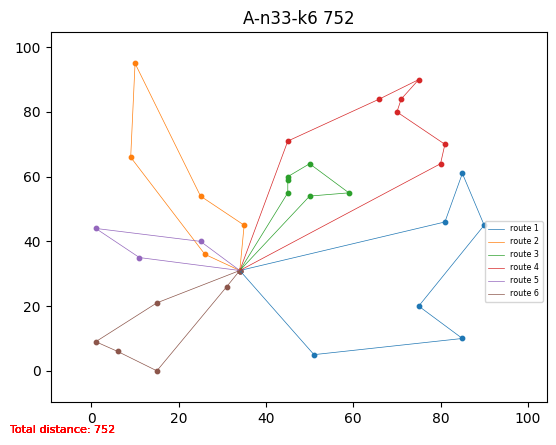 A-n33-k6 752
100
80
60
40
20
0
0 20 40 60 80 100
route 1
route 2
route 3
route 4
route 5
route 6
Total distance: 752